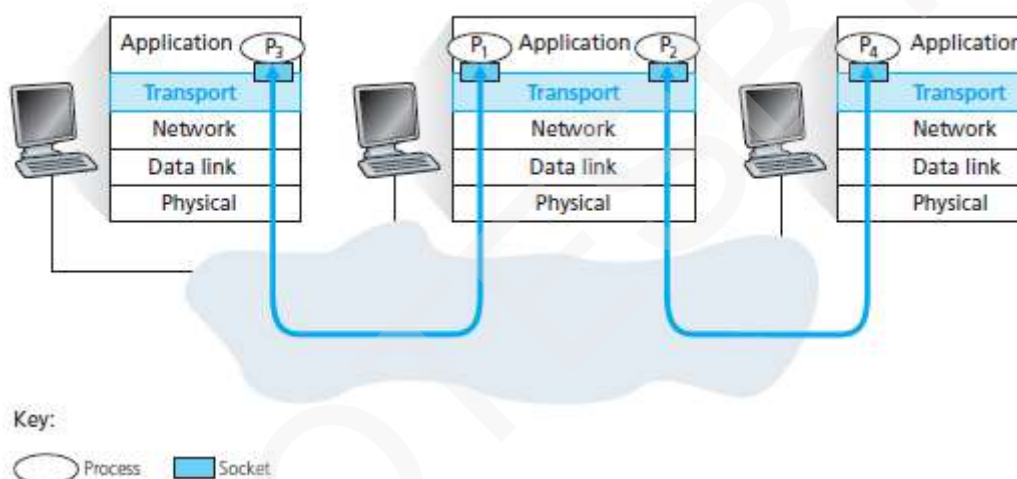 Application P3
P1 Application P2
P4 Application
Transport
Transport
Transport
Network
Network
Network
Data link
Data link
Data link
Physical
Physical
Physical
Key:
Process Socket